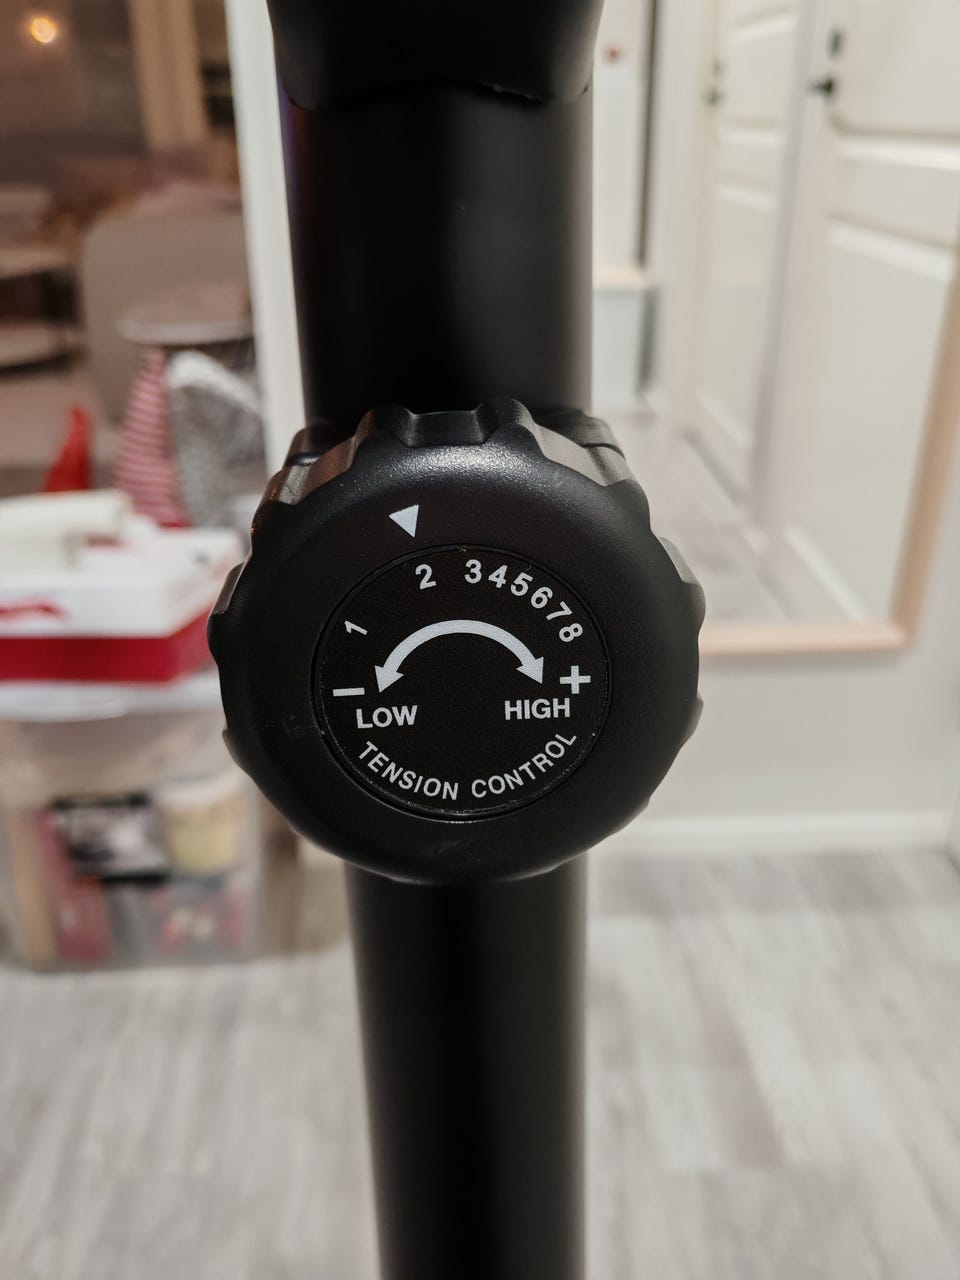 1 2 345678
− +
LOW HIGH
TENSION CONTROL